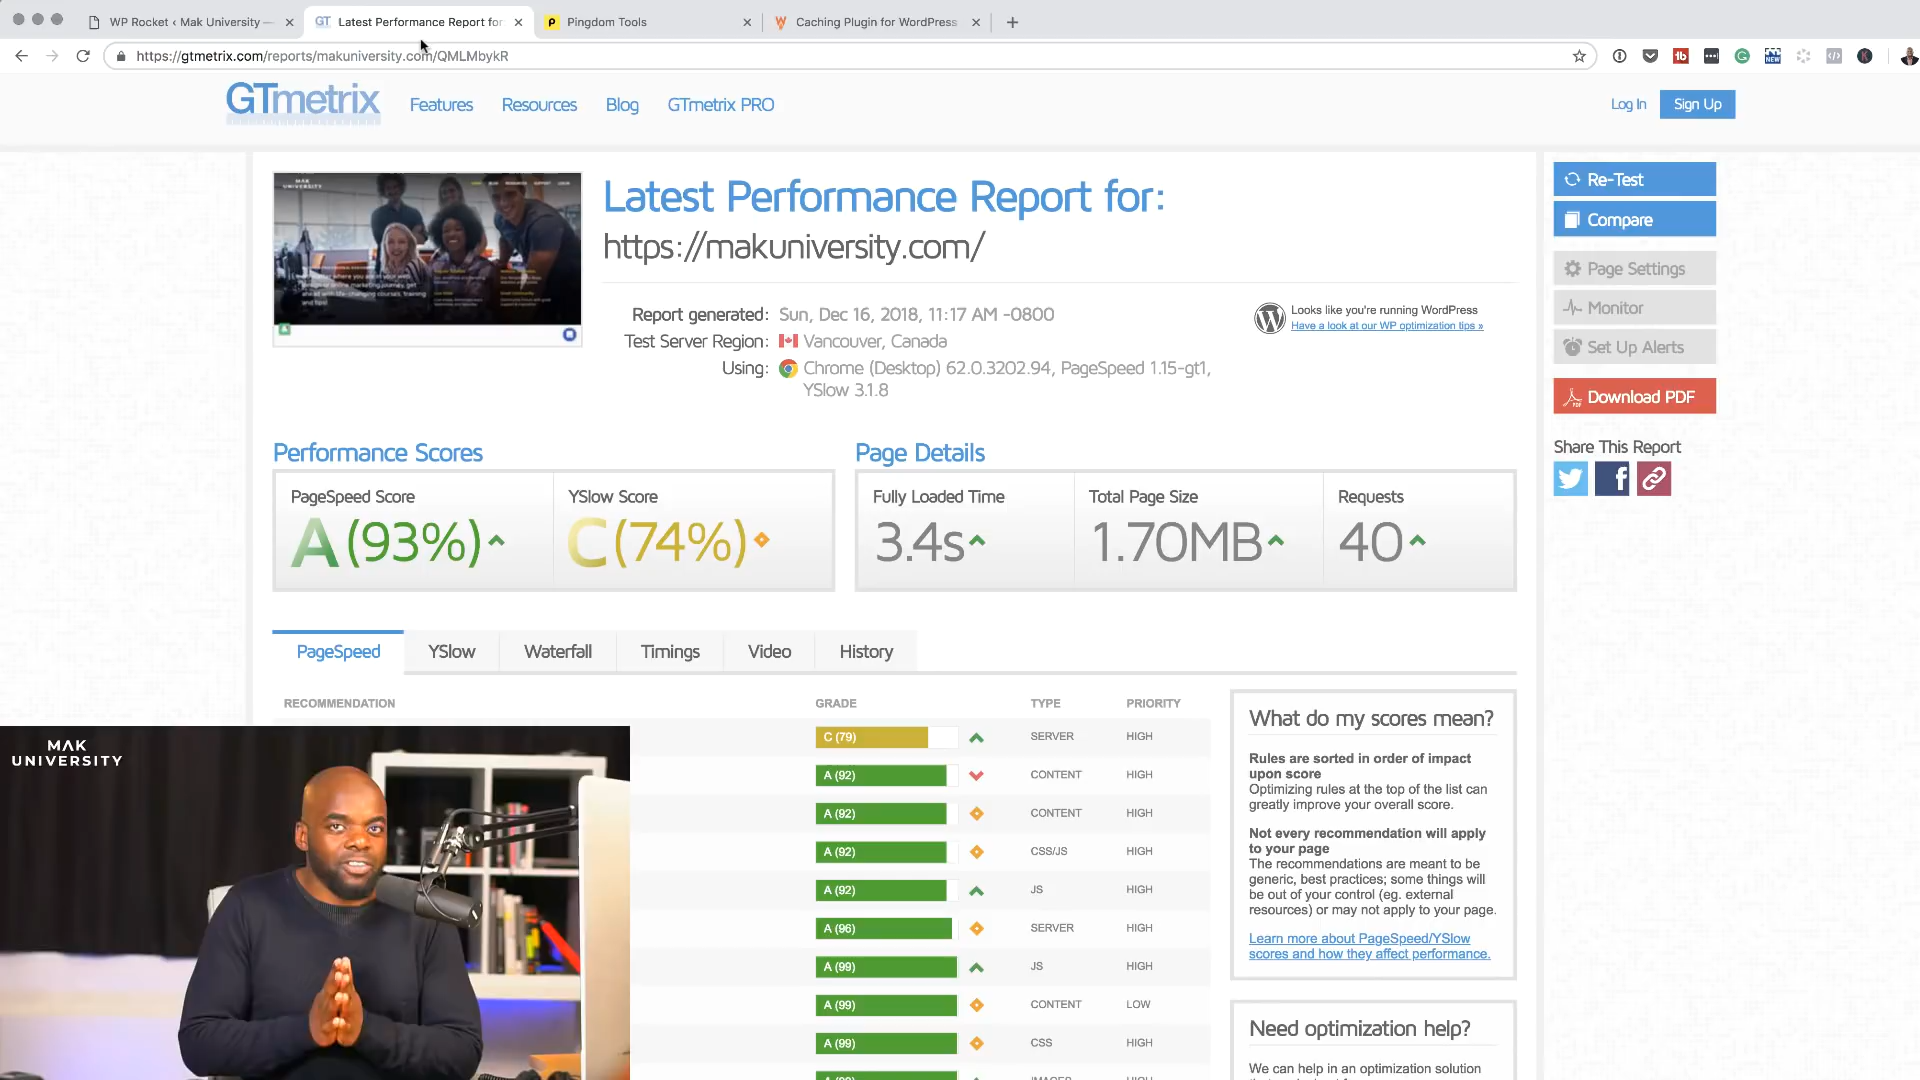 WP Rocket ‹ Mak University —
Latest Performance Report for
Pingdom Tools
Caching Plugin for WordPress
https://gtmetrix.com/reports/makuniversity.com/QMLMbykR
GTmetrix
Features
Resources
Blog
GTmetrix PRO
Log In
Sign Up
Latest Performance Report for:
https://makuniversity.com/
Report generated: Sun, Dec 16, 2018, 11:17 AM -0800
Test Server Region: Vancouver, Canada
Using: Chrome (Desktop) 62.0.3202.94, PageSpeed 1.15-gt1,
YSlow 3.1.8
Looks like you're running WordPress
Have a look at our WP optimization tips »
Re-Test
Compare
Page Settings
Monitor
Set Up Alerts
Download PDF
Share This Report
Performance Scores
PageSpeed Score
A(93%)
YSlow Score
C(74%)
Page Details
Fully Loaded Time
3.4s
Total Page Size
1.70MB
Requests
40
PageSpeed
YSlow
Waterfall
Timings
Video
History
RECOMMENDATION GRADE TYPE PRIORITY
C (79) SERVER HIGH
A (92) CONTENT HIGH
A (92) CONTENT HIGH
A (92) CSS/JS HIGH
A (92) JS HIGH
A (96) SERVER HIGH
A (99) JS HIGH
A (99) CONTENT LOW
A (99) CSS HIGH
What do my scores mean?
Rules are sorted in order of impact
upon score
Optimizing rules at the top of the list can
greatly improve your overall score.
Not every recommendation will apply
to your page
The recommendations are meant to be
generic, best practices; some things will
be out of your control (eg. external
resources) or may not apply to your page.
Learn more about PageSpeed/YSlow
scores and how they affect performance.
Need optimization help?
We can help in an optimization solution
MAK
UNIVERSITY